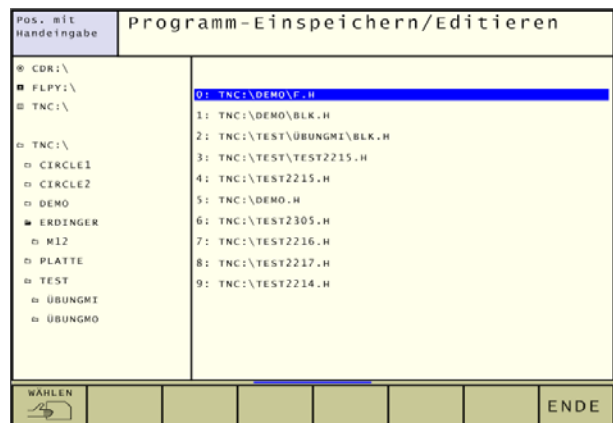 Pos. mit
Handeingabe
Programm-Einspeichern/Editieren
CDR:\
FLPY:\
TNC:\
TNC:\
CIRCLE1
CIRCLE2
DEMO
ERDINGER
M12
PLATTE
TEST
ÜBUNGMI
ÜBUNGMO
0: TNC:\DEMO\F.H
1: TNC:\DEMO\BLK.H
2: TNC:\TEST\ÜBUNGMI\BLK.H
3: TNC:\TEST\TEST2215.H
4: TNC:\TEST2215.H
5: TNC:\DEMO.H
6: TNC:\TEST2305.H
7: TNC:\TEST2216.H
8: TNC:\TEST2217.H
9: TNC:\TEST2214.H
WÄHLEN
ENDE